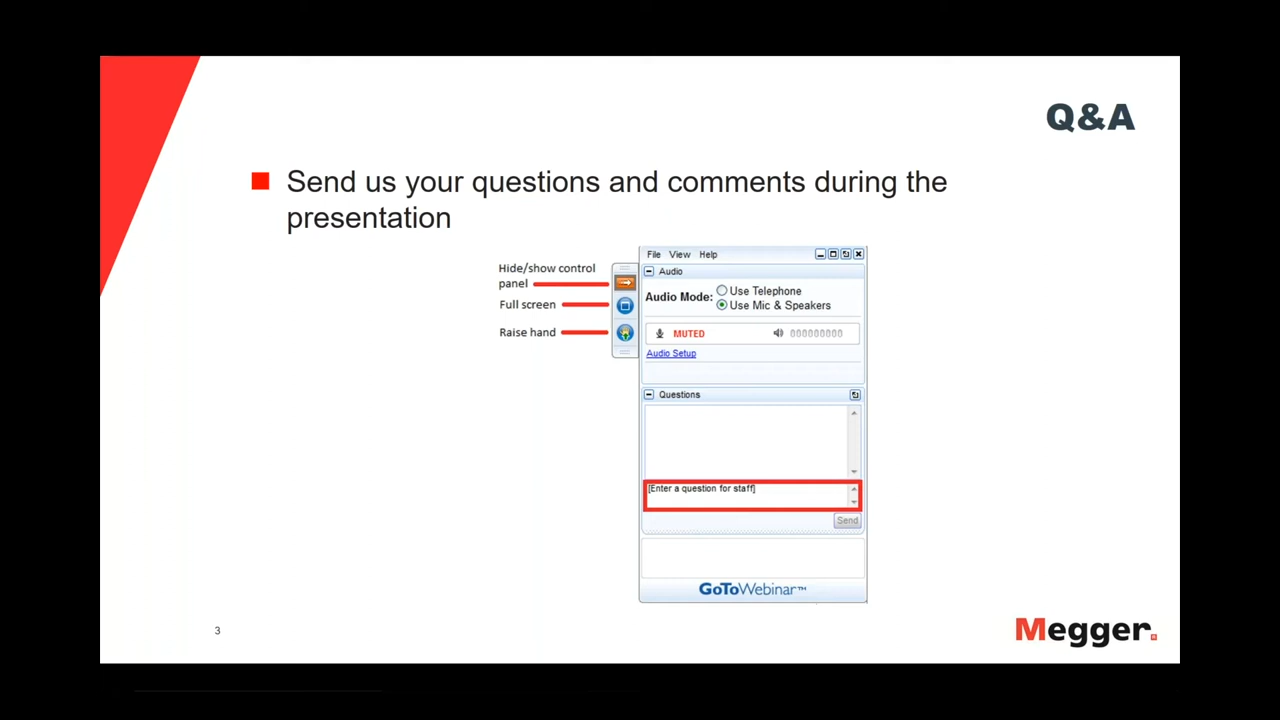 Q&A
Send us your questions and comments during the
presentation
Hide/show control
panel
Full screen
Raise hand
File View Help
Audio
Audio Mode:
Use Telephone
Use Mic & Speakers
MUTED
000000000
Audio Setup
Questions
[Enter a question for staff]
Send
GoToWebinar™
3
Megger.